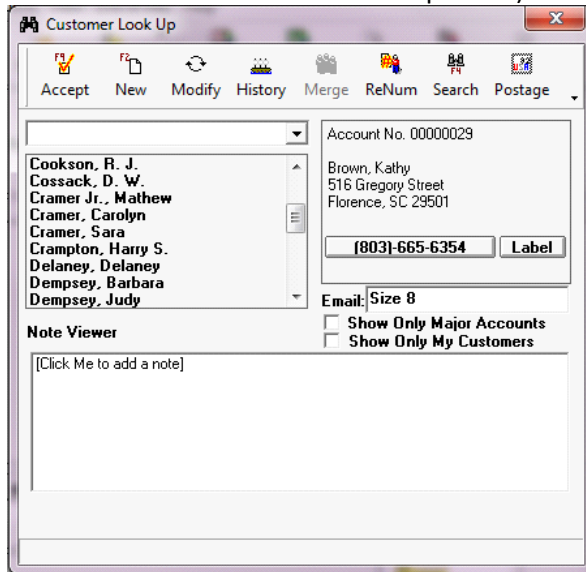 Customer Look Up
F9 F2 F4
Accept New Modify History Merge ReNum Search Postage
Account No. 00000029
Cookson, R. J.
Cossack, D. W.
Cramer Jr., Mathew
Cramer, Carolyn
Cramer, Sara
Crampton, Harry S.
Delaney, Delaney
Dempsey, Barbara
Dempsey, Judy
Brown, Kathy
516 Gregory Street
Florence, SC 29501
(803)-665-6354 Label
Email: Size 8
Show Only Major Accounts
Show Only My Customers
Note Viewer
[Click Me to add a note]